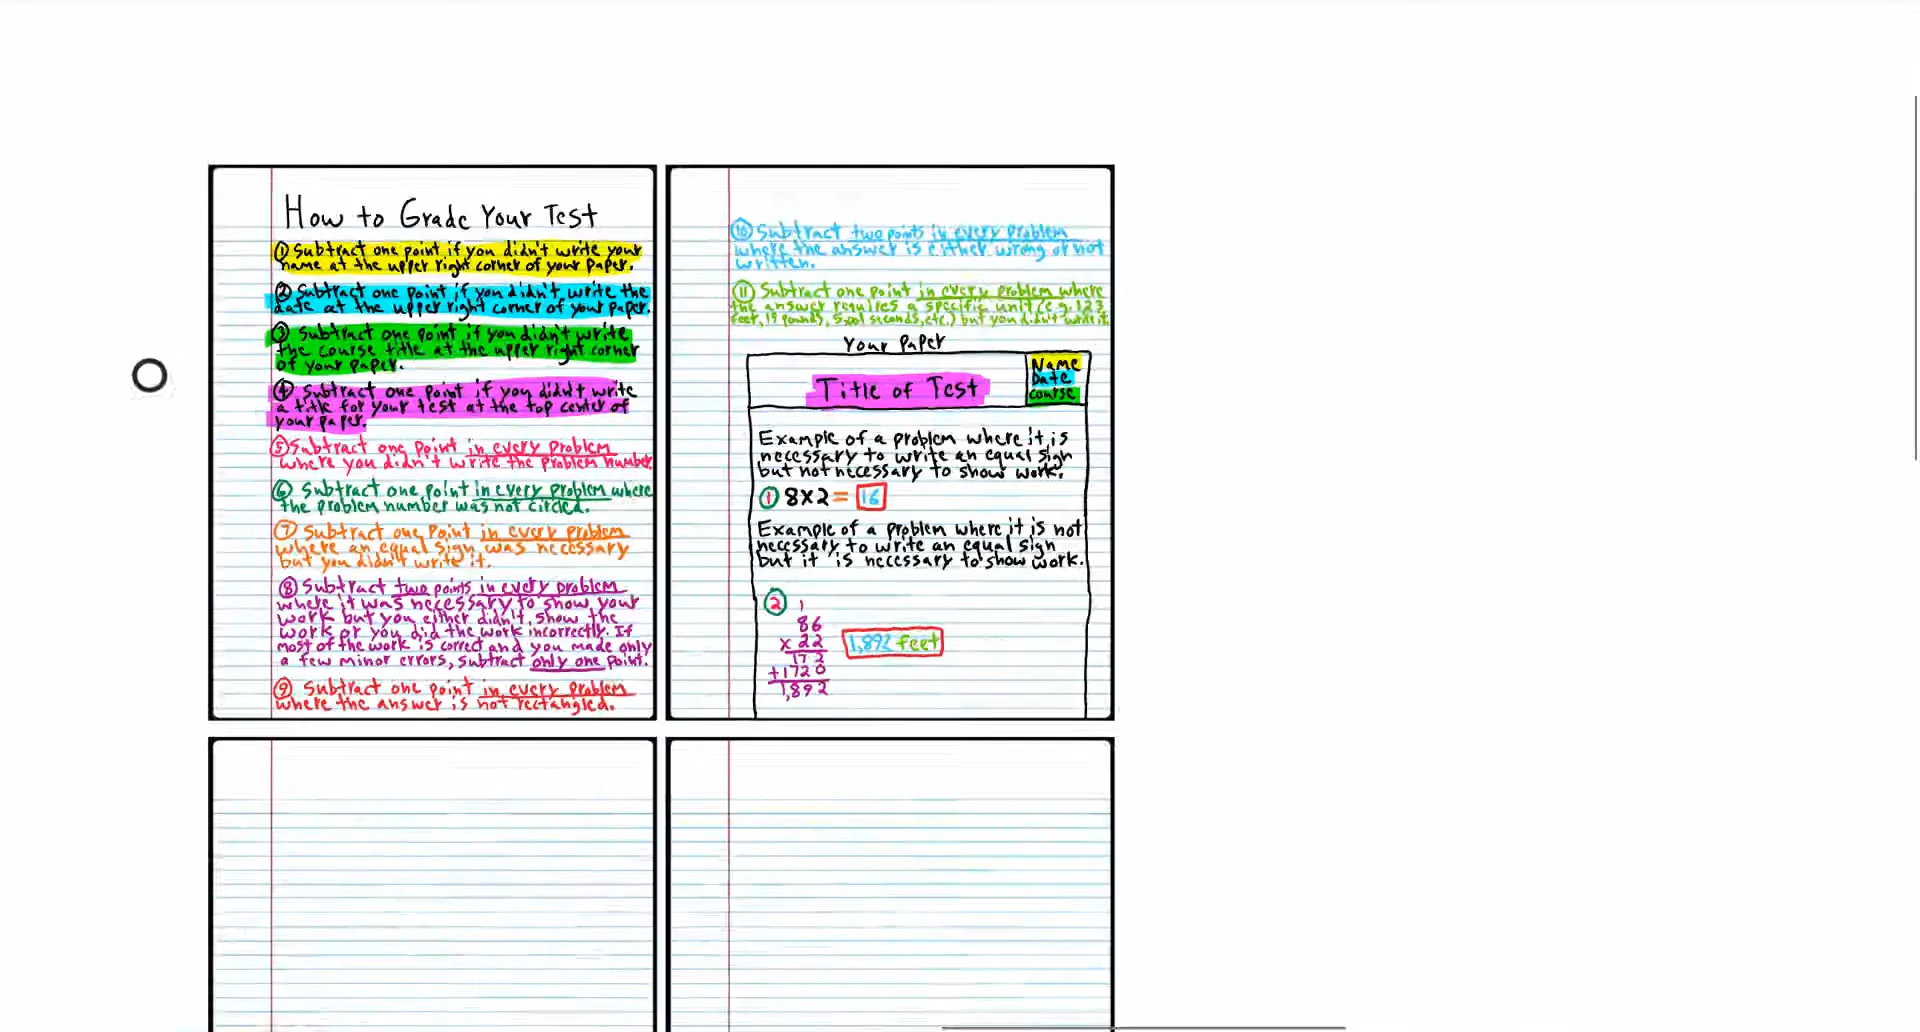 How to Grade Your Test
① Subtract one point if you didn't write your
name at the upper right corner of your paper.
② Subtract one point if you didn't write the
date at the upper right corner of your paper.
③ Subtract one point if you didn't write
the course title at the upper right corner
of your paper.
④ Subtract one point if you didn't write
a title for your test at the top center of
your paper.
⑤ Subtract one point in every problem
where you didn't write the problem number.
⑥ Subtract one point in every problem where
the problem number was not circled.
⑦ Subtract one point in every problem
where an equal sign was necessary
but you didn't write it.
⑧ Subtract two points in every problem
where it was necessary to show your
work but you either didn't show the
work or you did the work incorrectly. If
most of the work is correct and you made only
a few minor errors, subtract only one point.
⑨ Subtract one point in every problem
where the answer is not rectangled.
⑩ Subtract two points in every problem
where the answer is either wrong or not
written.
⑪ Subtract one point in every problem where
the answer requires a specific unit (e.g. 123
feet, 19 pounds, 5,001 seconds, etc.) but you didn't write it.
Your Paper
Title of Test
Name
Date
Course
Example of a problem where it is
necessary to write an equal sign
but not necessary to show work.
① 8x2 = 16
Example of a problem where it is not
necessary to write an equal sign
but it is necessary to show work.
② 1
86
x 22
172
+1720
1,892
1,892 feet